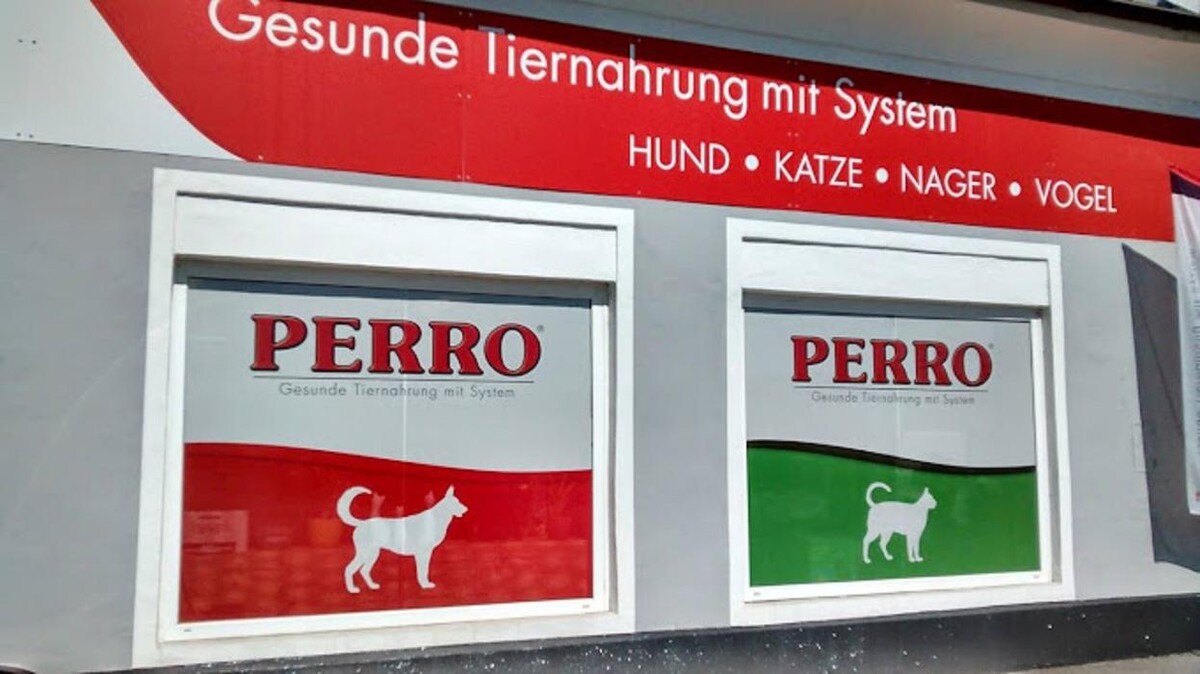 Gesunde Tiernahrung mit System
HUND • KATZE • NAGER • VOGEL
PERRO®
Gesunde Tiernahrung mit System
PERRO®
Gesunde Tiernahrung mit System